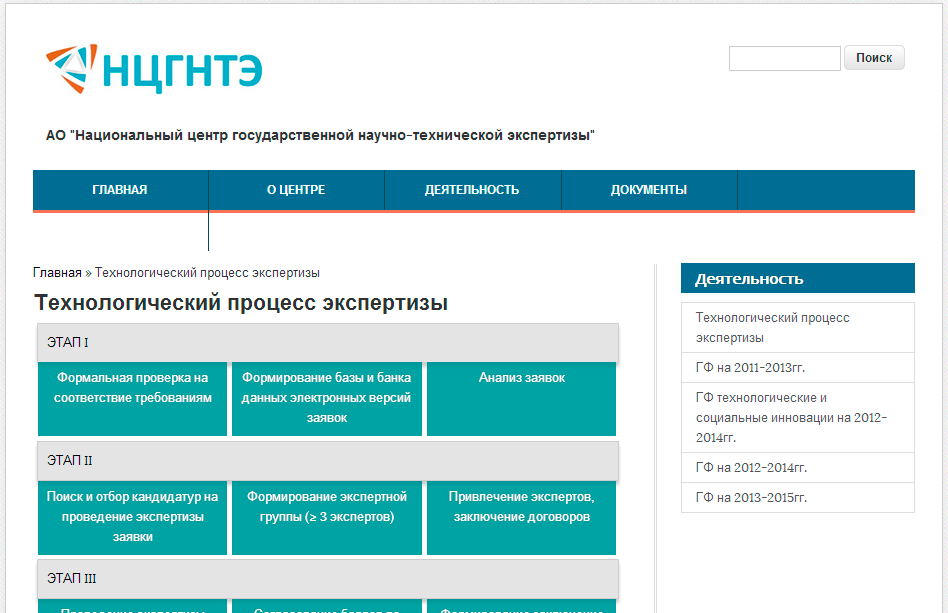 НЦГНТЭ
Поиск
АО "Национальный центр государственной научно-технической экспертизы"
ГЛАВНАЯ
О ЦЕНТРЕ
ДЕЯТЕЛЬНОСТЬ
ДОКУМЕНТЫ
Главная » Технологический процесс экспертизы
Технологический процесс экспертизы
ЭТАП I
Формальная проверка на
соответствие требованиям
Формирование базы и банка
данных электронных версий
заявок
Анализ заявок
ЭТАП II
Поиск и отбор кандидатур на
проведение экспертизы
заявки
Формирование экспертной
группы (≥ 3 экспертов)
Привлечение экспертов,
заключение договоров
ЭТАП III
Деятельность
Технологический процесс
экспертизы
ГФ на 2011-2013гг.
ГФ технологические и
социальные инновации на 2012-
2014гг.
ГФ на 2012-2014гг.
ГФ на 2013-2015гг.